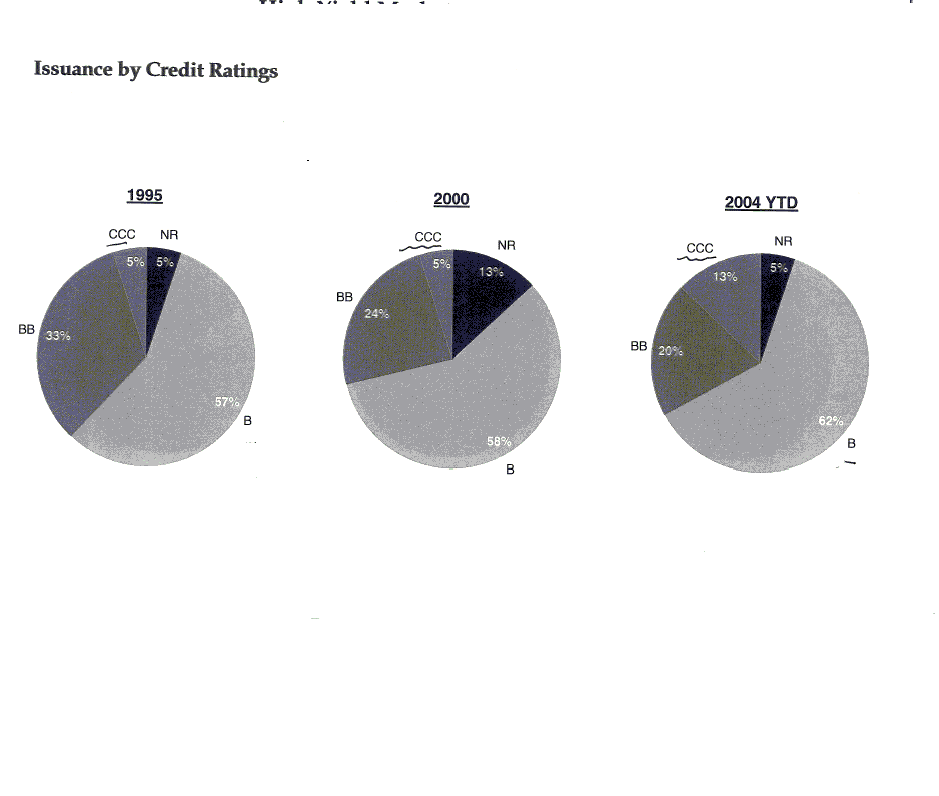 Issuance by Credit Ratings
1995
CCC
NR
5%
5%
BB
33%
57%
B
2000
CCC
NR
5%
13%
BB
24%
58%
B
2004 YTD
CCC
NR
13%
5%
BB
20%
62%
B